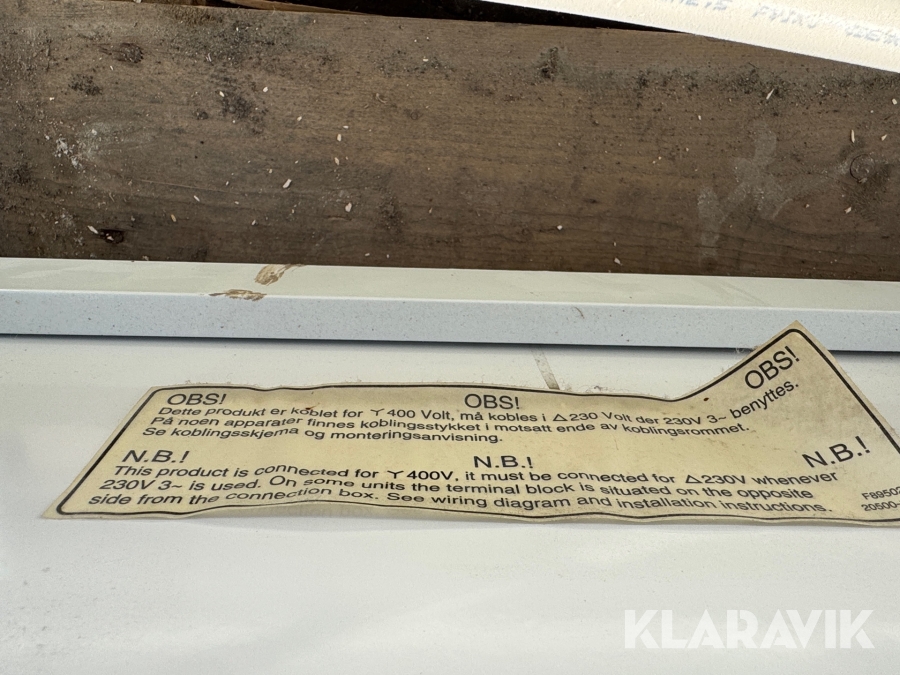 OBS! OBS! OBS!
Dette produkt er koblet for Y 400 Volt, må kobles i △ 230 Volt der 230V 3~ benyttes.
På noen apparater finnes koblingsstykket i motsatt ende av koblingsrommet.
Se koblingsskjema og monteringsanvisning.
N.B.! N.B.! N.B.!
This product is connected for Y 400V, it must be connected for △230V whenever
230V 3~ is used. On some units the terminal block is situated on the opposite
side from the connection box. See wiring diagram and installation instructions.
F89502
20500-
KLARAVIK